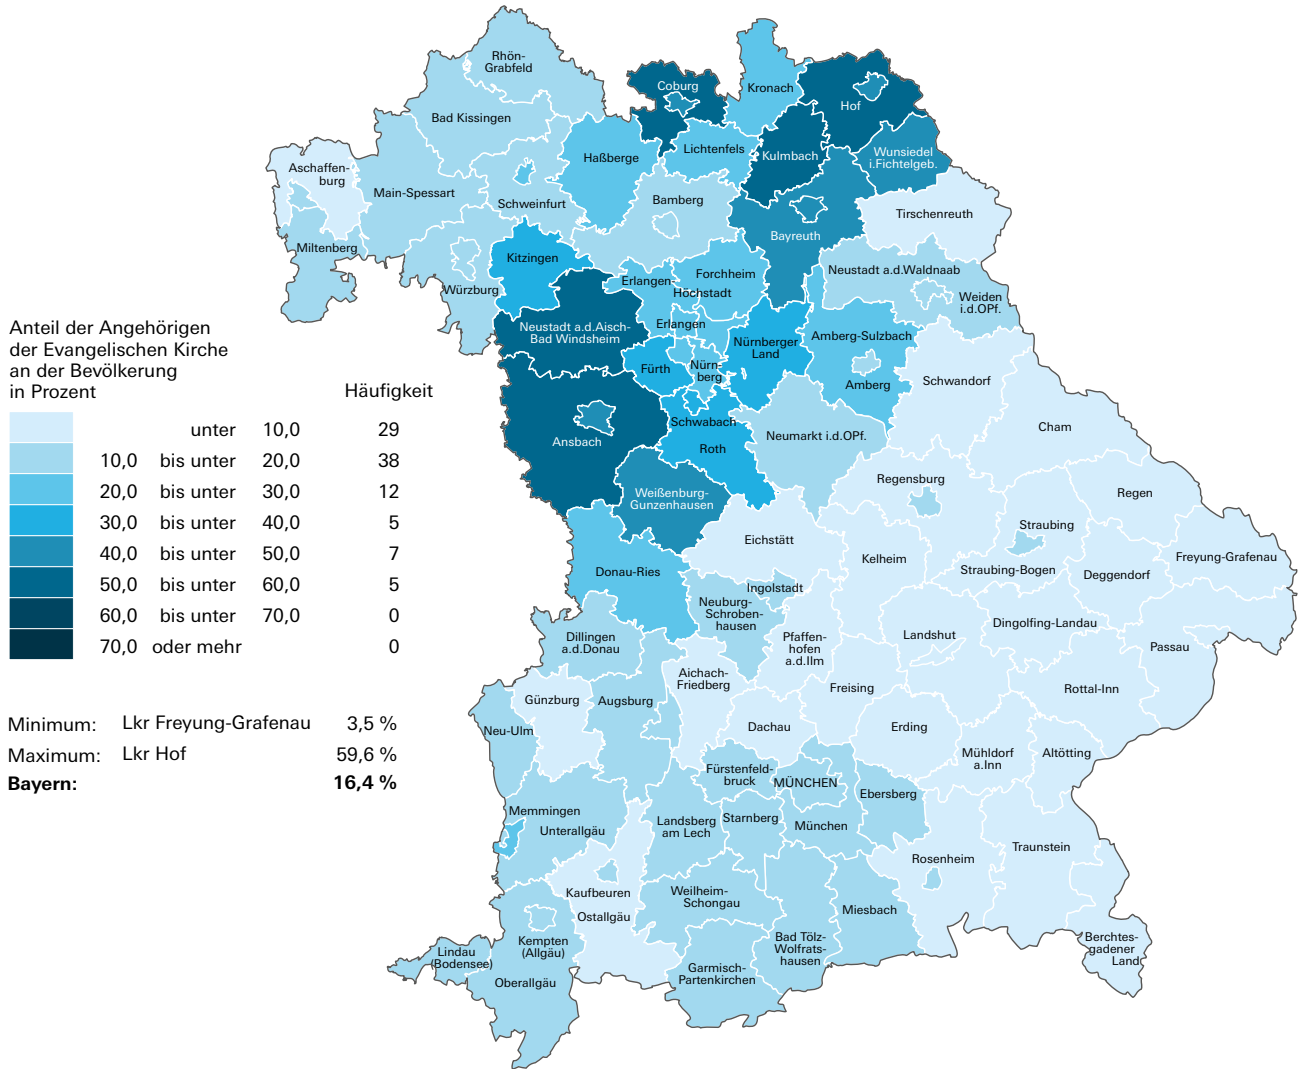 Rhön-
Grabfeld
Coburg
Kronach
Hof
Bad Kissingen
Lichtenfels
Kulmbach
Wunsiedel
i.Fichtelgeb.
Haßberge
Aschaffen-
burg
Main-Spessart
Schweinfurt
Bamberg
Tirschenreuth
Bayreuth
Miltenberg
Kitzingen
Würzburg
Erlangen-
Höchstadt
Forchheim
Neustadt a.d.Waldnaab
Weiden
i.d.OPf.
Neustadt a.d.Aisch-
Bad Windsheim
Erlangen
Nürnberger
Land
Amberg-Sulzbach
Fürth
Nürn-
berg
Amberg
Schwandorf
Ansbach
Schwabach
Roth
Neumarkt i.d.OPf.
Cham
Weißenburg-
Gunzenhausen
Regensburg
Regen
Straubing
Eichstätt
Kelheim
Straubing-Bogen
Deggendorf
Freyung-Grafenau
Donau-Ries
Ingolstadt
Neuburg-
Schroben-
hausen
Dillingen
a.d.Donau
Pfaffen-
hofen
a.d.Ilm
Landshut
Dingolfing-Landau
Passau
Aichach-
Friedberg
Freising
Rottal-Inn
Günzburg
Augsburg
Neu-Ulm
Dachau
Erding
Mühldorf
a.Inn
Altötting
Fürstenfeld-
bruck
MÜNCHEN
Ebersberg
Memmingen
Unterallgäu
Landsberg
am Lech
Starnberg
München
Traunstein
Rosenheim
Kaufbeuren
Ostallgäu
Weilheim-
Schongau
Miesbach
Kempten
(Allgäu)
Lindau
(Bodensee)
Oberallgäu
Garmisch-
Partenkirchen
Bad Tölz-
Wolfrats-
hausen
Berchtes-
gadener
Land
Anteil der Angehörigen
der Evangelischen Kirche
an der Bevölkerung
in Prozent Häufigkeit
unter 10,0 29
10,0 bis unter 20,0 38
20,0 bis unter 30,0 12
30,0 bis unter 40,0 5
40,0 bis unter 50,0 7
50,0 bis unter 60,0 5
60,0 bis unter 70,0 0
70,0 oder mehr 0
Minimum: Lkr Freyung-Grafenau 3,5 %
Maximum: Lkr Hof 59,6 %
Bayern: 16,4 %